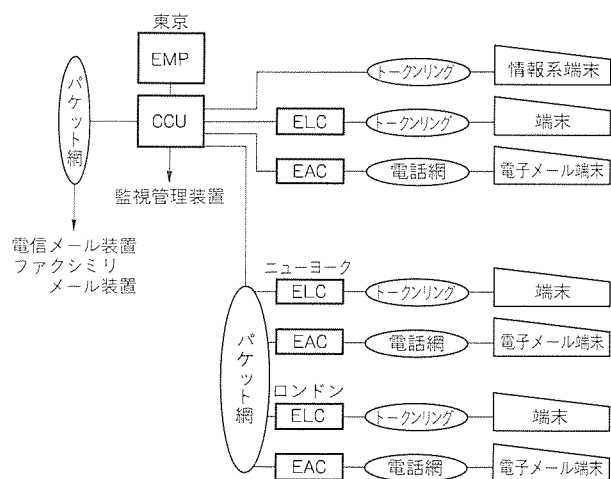 東京
EMP
CCU
パケット網
監視管理装置
電信メール装置
ファクシミリ
メール装置
トークンリング
情報系端末
ELC
トークンリング
端末
EAC
電話網
電子メール端末
パケット網
ニューヨーク
ELC
トークンリング
端末
EAC
電話網
電子メール端末
ロンドン
ELC
トークンリング
端末
EAC
電話網
電子メール端末